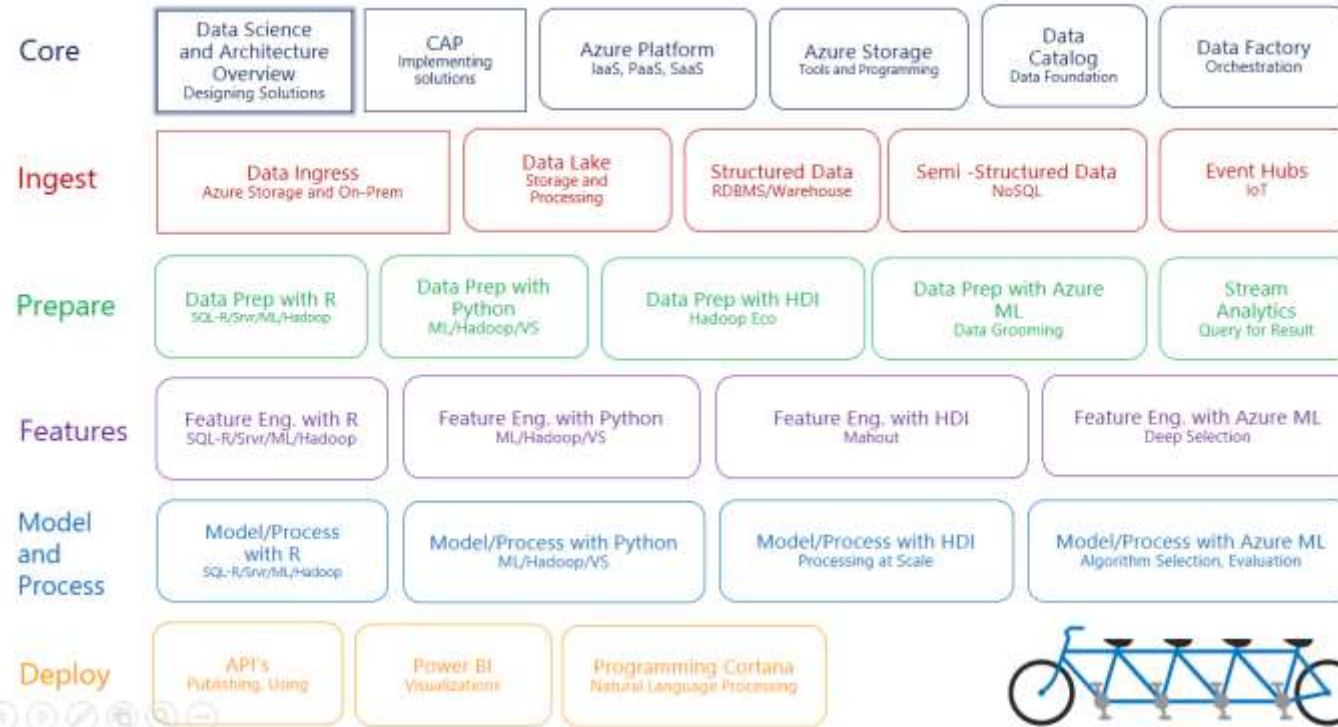 Core
Data Science
and Architecture
Overview
Designing Solutions
CAP
Implementing
solutions
Azure Platform
IaaS, PaaS, SaaS
Azure Storage
Tools and Programming
Data
Catalog
Data Foundation
Data Factory
Orchestration
Ingest
Data Ingress
Azure Storage and On-Prem
Data Lake
Storage and
Processing
Structured Data
RDBMS/Warehouse
Semi -Structured Data
NoSQL
Event Hubs
IoT
Prepare
Data Prep with R
SQL-R/Srvr/ML/Hadoop
Data Prep with
Python
ML/Hadoop/VS
Data Prep with HDI
Hadoop Eco
Data Prep with Azure
ML
Data Grooming
Stream
Analytics
Query for Result
Features
Feature Eng. with R
SQL-R/Srvr/ML/Hadoop
Feature Eng. with Python
ML/Hadoop/VS
Feature Eng. with HDI
Mahout
Feature Eng. with Azure ML
Deep Selection
Model
and
Process
Model/Process
with R
SQL-R/Srvr/ML/Hadoop
Model/Process with Python
ML/Hadoop/VS
Model/Process with HDI
Processing at Scale
Model/Process with Azure ML
Algorithm Selection, Evaluation
Deploy
API's
Publishing, Using
Power BI
Visualizations
Programming Cortana
Natural Language Processing